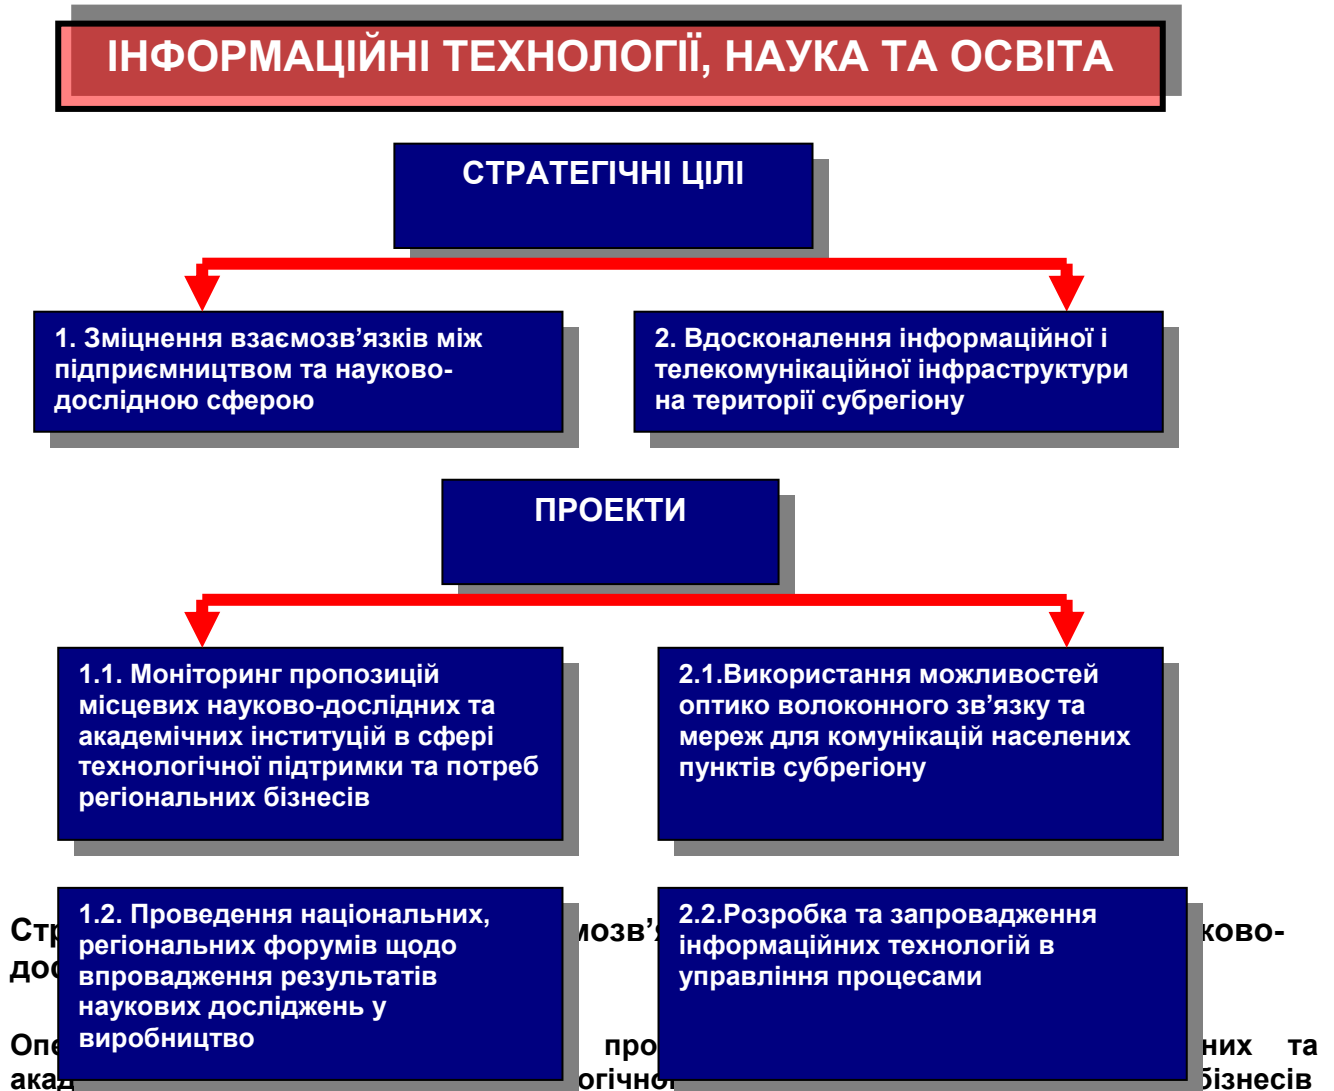 ІНФОРМАЦІЙНІ ТЕХНОЛОГІЇ, НАУКА ТА ОСВІТА
СТРАТЕГІЧНІ ЦІЛІ
1. Зміцнення взаємозв’язків між
підприємництвом та науково-
дослідною сферою
2. Вдосконалення інформаційної і
телекомунікаційної інфраструктури
на території субрегіону
ПРОЕКТИ
1.1. Моніторинг пропозицій
місцевих науково-дослідних та
академічних інституцій в сфері
технологічної підтримки та потреб
регіональних бізнесів
2.1.Використання можливостей
оптико волоконного зв’язку та
мереж для комунікацій населених
пунктів субрегіону
1.2. Проведення національних,
регіональних форумів щодо
впровадження результатів
наукових досліджень у
виробництво
2.2.Розробка та запровадження
інформаційних технологій в
управління процесами
та
бізнесів